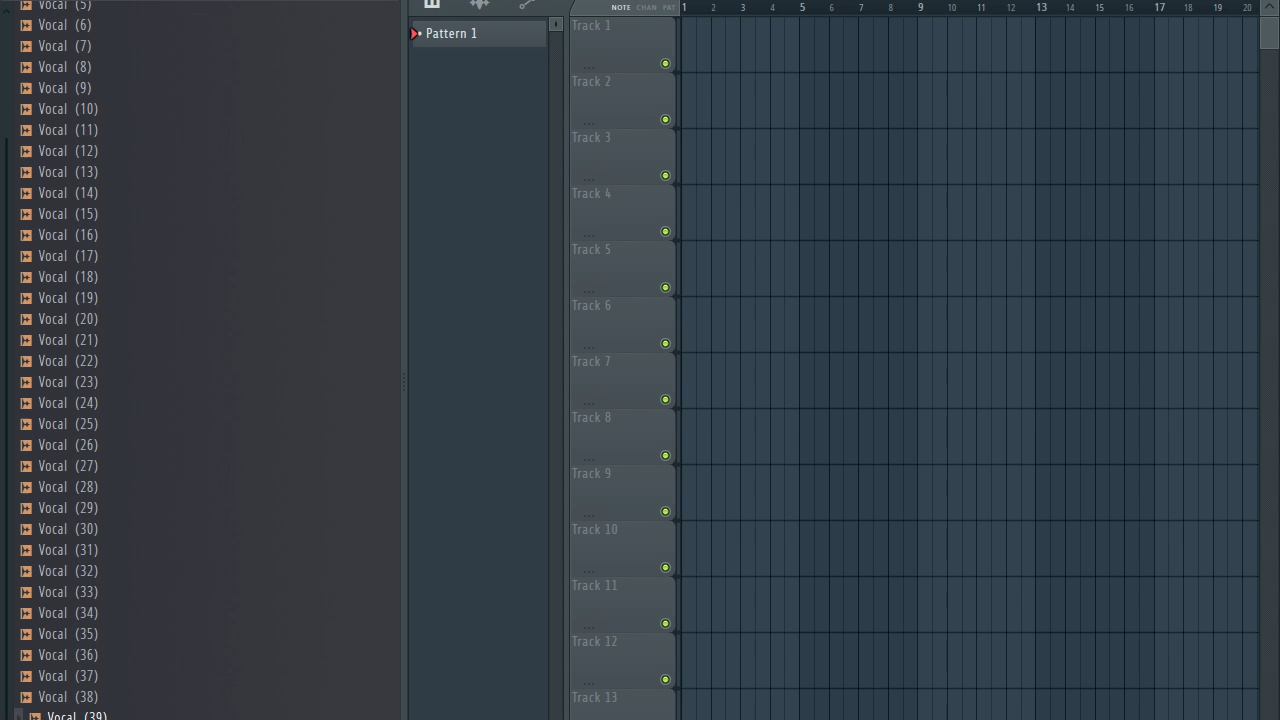 Vocal (5)
Vocal (6)
Vocal (7)
Vocal (8)
Vocal (9)
Vocal (10)
Vocal (11)
Vocal (12)
Vocal (13)
Vocal (14)
Vocal (15)
Vocal (16)
Vocal (17)
Vocal (18)
Vocal (19)
Vocal (20)
Vocal (21)
Vocal (22)
Vocal (23)
Vocal (24)
Vocal (25)
Vocal (26)
Vocal (27)
Vocal (28)
Vocal (29)
Vocal (30)
Vocal (31)
Vocal (32)
Vocal (33)
Vocal (34)
Vocal (35)
Vocal (36)
Vocal (37)
Vocal (38)
Vocal (39)
Pattern 1
NOTE CHAN PAT
1 2 3 4 5 6 7 8 9 10 11 12 13 14 15 16 17 18 19 20
Track 1
...
Track 2
...
Track 3
...
Track 4
...
Track 5
...
Track 6
...
Track 7
...
Track 8
...
Track 9
...
Track 10
...
Track 11
...
Track 12
...
Track 13